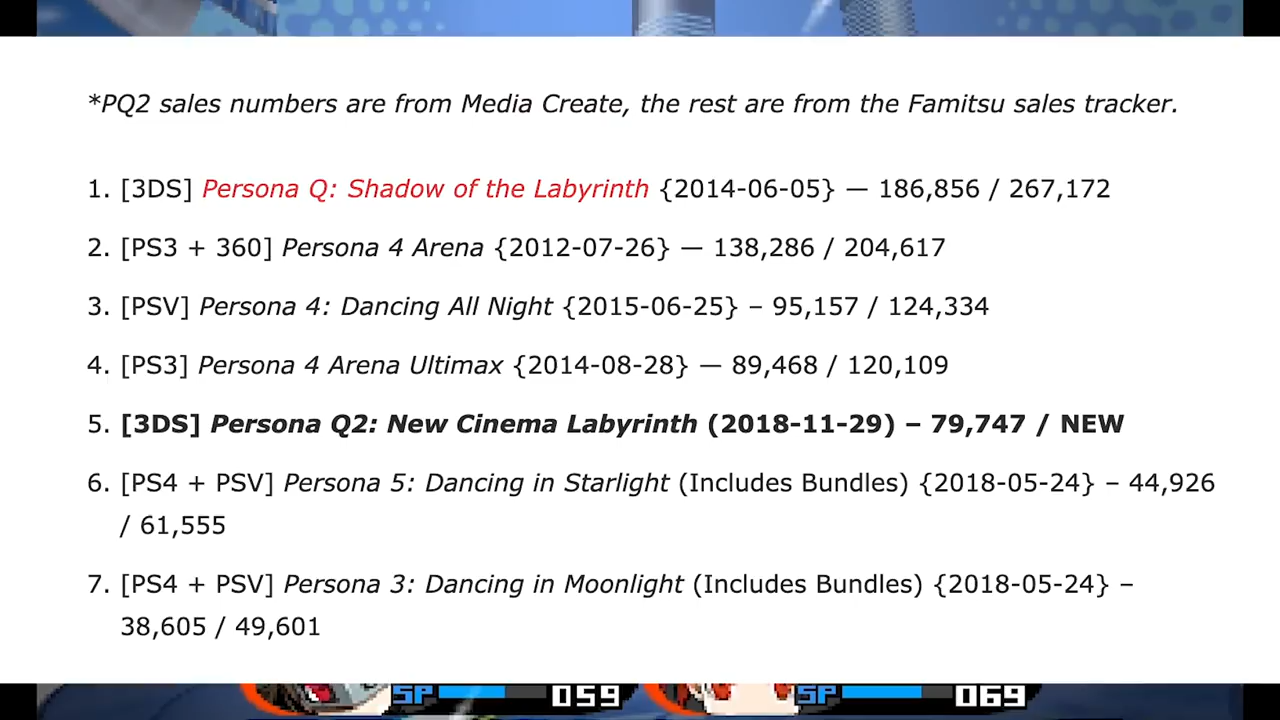 *PQ2 sales numbers are from Media Create, the rest are from the Famitsu sales tracker.
1. [3DS] Persona Q: Shadow of the Labyrinth {2014-06-05} — 186,856 / 267,172
2. [PS3 + 360] Persona 4 Arena {2012-07-26} — 138,286 / 204,617
3. [PSV] Persona 4: Dancing All Night {2015-06-25} – 95,157 / 124,334
4. [PS3] Persona 4 Arena Ultimax {2014-08-28} — 89,468 / 120,109
5. [3DS] Persona Q2: New Cinema Labyrinth (2018-11-29) – 79,747 / NEW
6. [PS4 + PSV] Persona 5: Dancing in Starlight (Includes Bundles) {2018-05-24} – 44,926
/ 61,555
7. [PS4 + PSV] Persona 3: Dancing in Moonlight (Includes Bundles) {2018-05-24} –
38,605 / 49,601
SP 059 SP 069